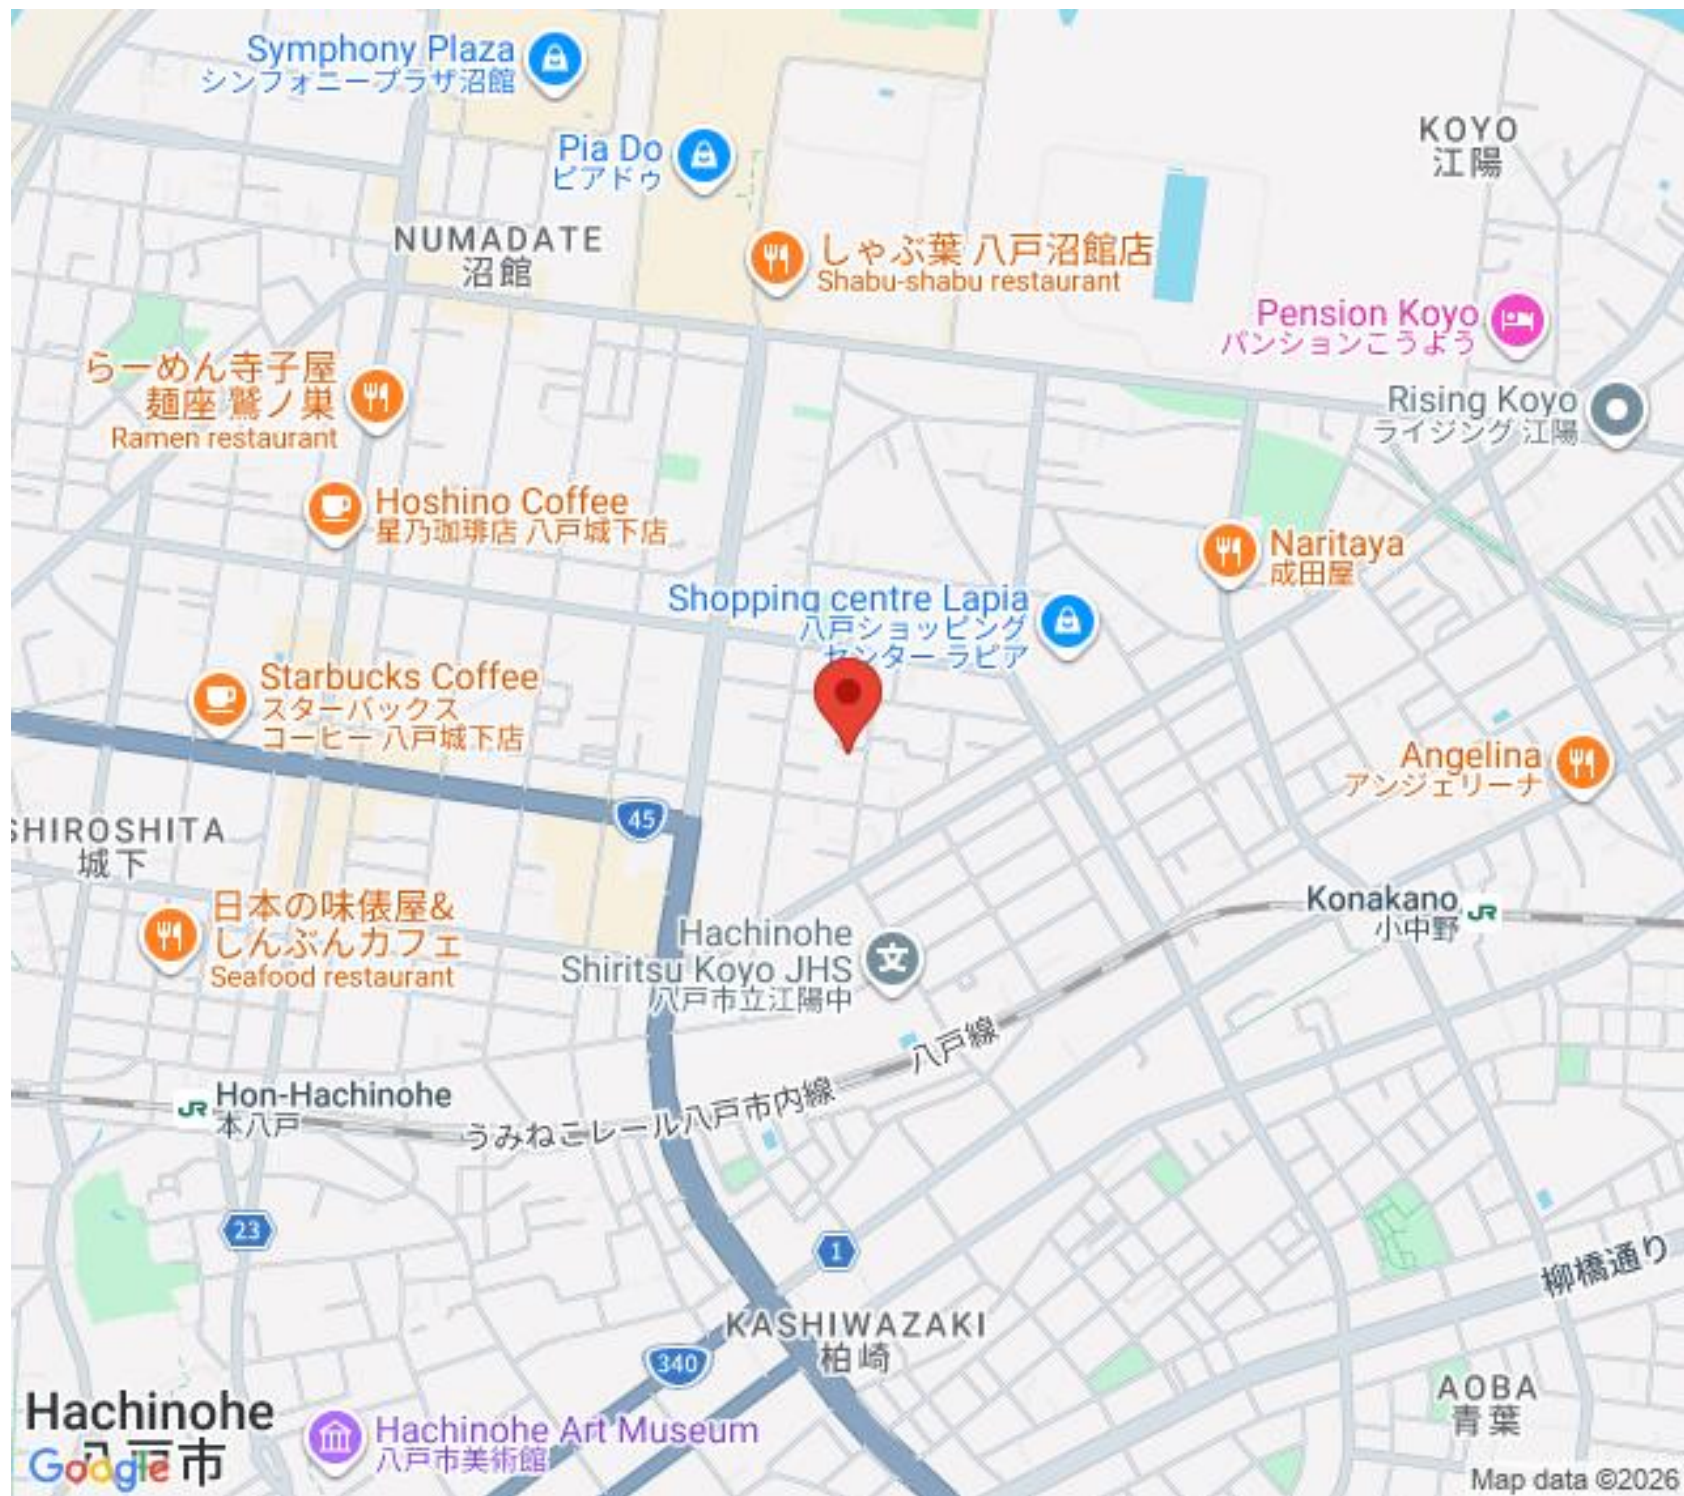 Symphony Plaza
シンフォニープラザ沼館
Pia Do
ピアドゥ
KOYO
江陽
NUMADATE
沼館
しゃぶ葉 八戸沼館店
Shabu-shabu restaurant
Pension Koyo
パンションこうよう
らーめん寺子屋
麺座 鷲ノ巣
Ramen restaurant
Rising Koyo
ライジング 江陽
Hoshino Coffee
星乃珈琲店 八戸城下店
Naritaya
成田屋
Shopping centre Lapia
八戸ショッピング
センター ラピア
Starbucks Coffee
スターバックス
コーヒー 八戸城下店
Angelina
アンジェリーナ
45
SHIROSHITA
城下
日本の味俵屋&
しんぶんカフェ
Seafood restaurant
Konakano
小中野
JR
Hachinohe
Shiritsu Koyo JHS
八戸市立江陽中
文
八戸線
うみねこレール八戸市内線
JR
Hon-Hachinohe
本八戸
23
1
柳橋通り
KASHIWAZAKI
柏崎
340
AOBA
青葉
Hachinohe
八戸市
Google
Hachinohe Art Museum
八戸市美術館
Map data ©2026